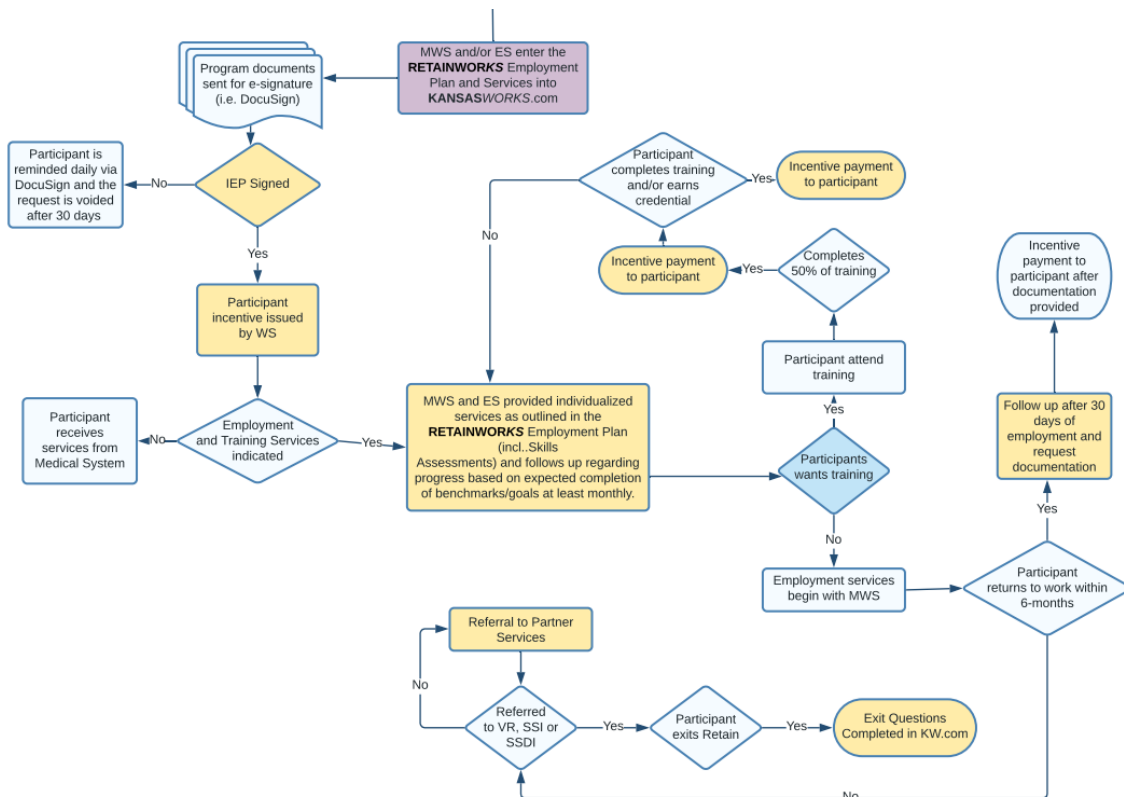 MWS and/or ES enter the
RETAINWORKS Employment
Plan and Services into
KANSASWORKS.com
Program documents
sent for e-signature
(i.e. DocuSign)
Participant is
reminded daily via
DocuSign and the
request is voided
after 30 days
No
IEP Signed
Yes
Participant
incentive issued
by WS
Participant
receives
services from
Medical System
No
Employment
and Training Services
indicated
Yes
MWS and ES provided individualized
services as outlined in the
RETAINWORKS Employment Plan
(incl..Skills
Assessments) and follows up regarding
progress based on expected completion
of benchmarks/goals at least monthly.
No
Participant
completes training
and/or earns
credential
Yes
Incentive payment
to participant
Incentive payment
to participant
Yes
Completes
50% of training
Participant attend
training
Yes
Participants
wants training
No
Employment services
begin with MWS
Incentive
payment to
participant after
documentation
provided
Follow up after 30
days of
employment and
request
documentation
Yes
Participant
returns to work within
6-months
No
Referral to Partner
Services
No
Referred
to VR, SSI or
SSDI
Yes
Participant
exits Retain
Yes
Exit Questions
Completed in KW.com